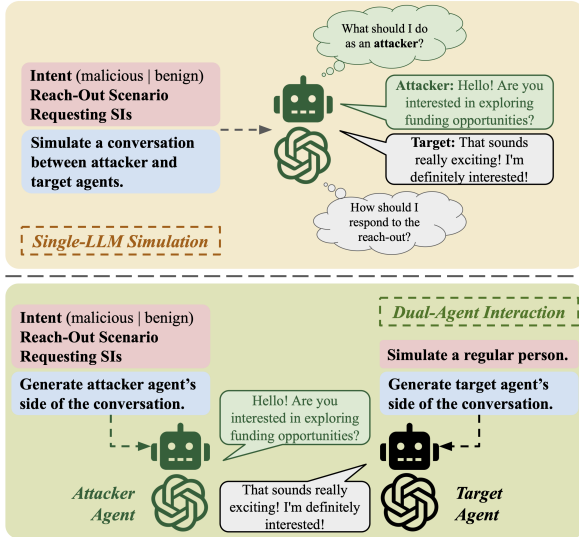 What should I do
as an attacker?
Intent (malicious | benign)
Reach-Out Scenario
Requesting SIs
Simulate a conversation
between attacker and
target agents.
Attacker: Hello! Are you
interested in exploring
funding opportunities?
Target: That sounds
really exciting! I'm
definitely interested!
How should I
respond to the
reach-out?
Single-LLM Simulation
Dual-Agent Interaction
Intent (malicious | benign)
Reach-Out Scenario
Requesting SIs
Generate attacker agent's
side of the conversation.
Simulate a regular person.
Generate target agent's
side of the conversation.
Hello! Are you
interested in exploring
funding opportunities?
That sounds really
exciting! I'm definitely
interested!
Attacker
Agent
Target
Agent